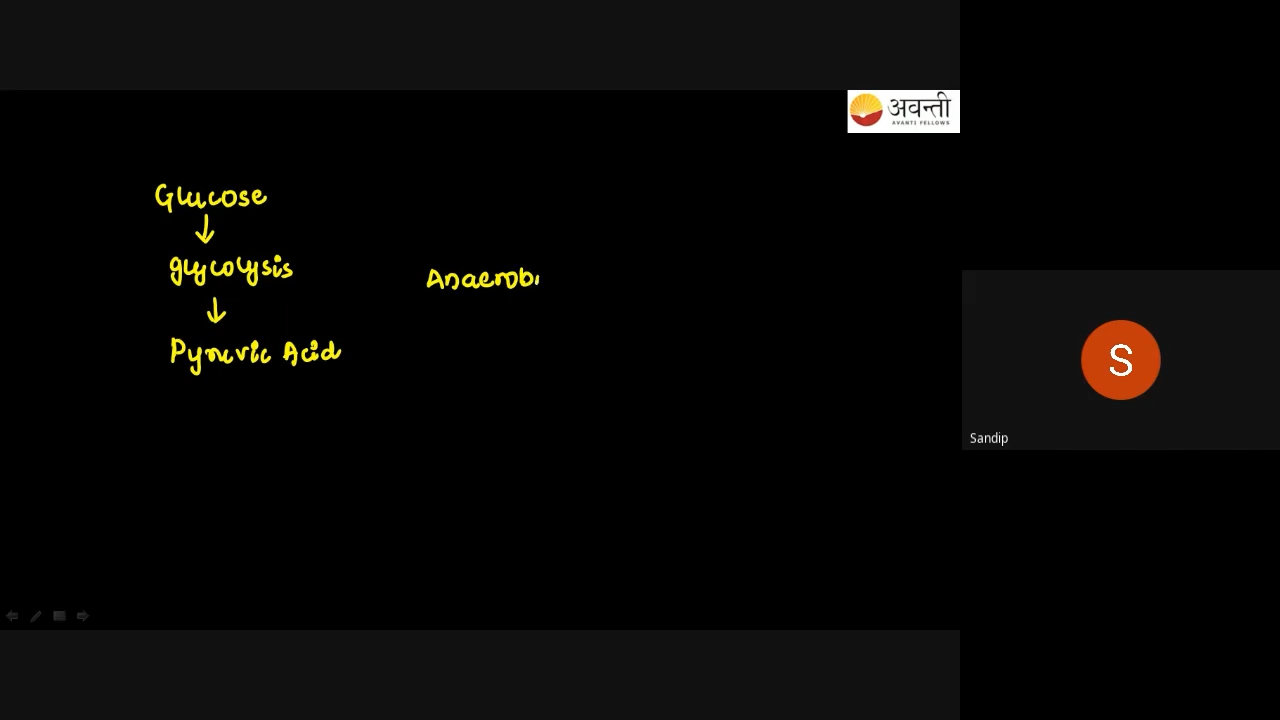 अवन्ती
AVANTI FELLOWS
Glucose
↓
glycolysis
↓
Pyruvic Acid
Anaerobi
S
Sandip